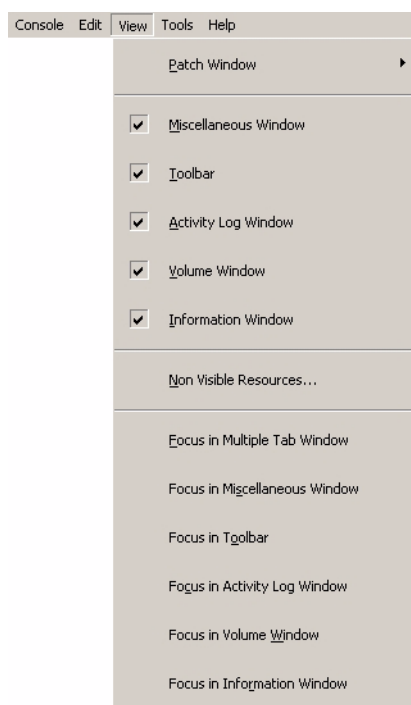 Console Edit View Tools Help
Patch Window
Miscellaneous Window
Toolbar
Activity Log Window
Volume Window
Information Window
Non Visible Resources...
Focus in Multiple Tab Window
Focus in Miscellaneous Window
Focus in Toolbar
Focus in Activity Log Window
Focus in Volume Window
Focus in Information Window